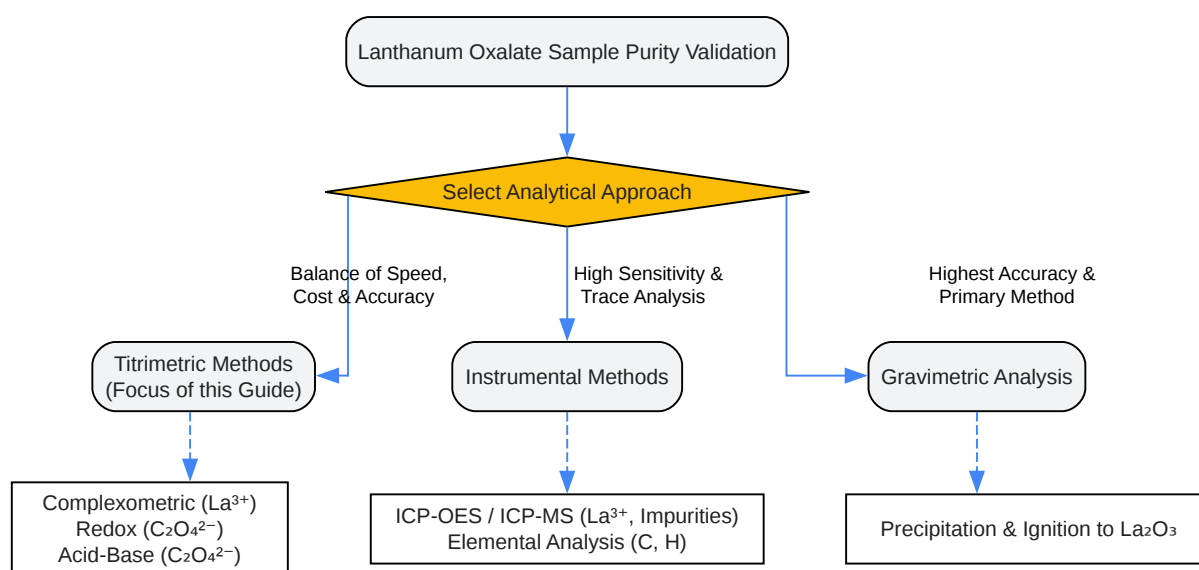 Lanthanum Oxalate Sample Purity Validation
Select Analytical Approach
Balance of Speed,
Cost & Accuracy
High Sensitivity &
Trace Analysis
Highest Accuracy &
Primary Method
Titrimetric Methods
(Focus of this Guide)
Instrumental Methods
Gravimetric Analysis
Complexometric (La³⁺)
Redox (C₂O₄²⁻)
Acid-Base (C₂O₄²⁻)
ICP-OES / ICP-MS (La³⁺, Impurities)
Elemental Analysis (C, H)
Precipitation & Ignition to La₂O₃